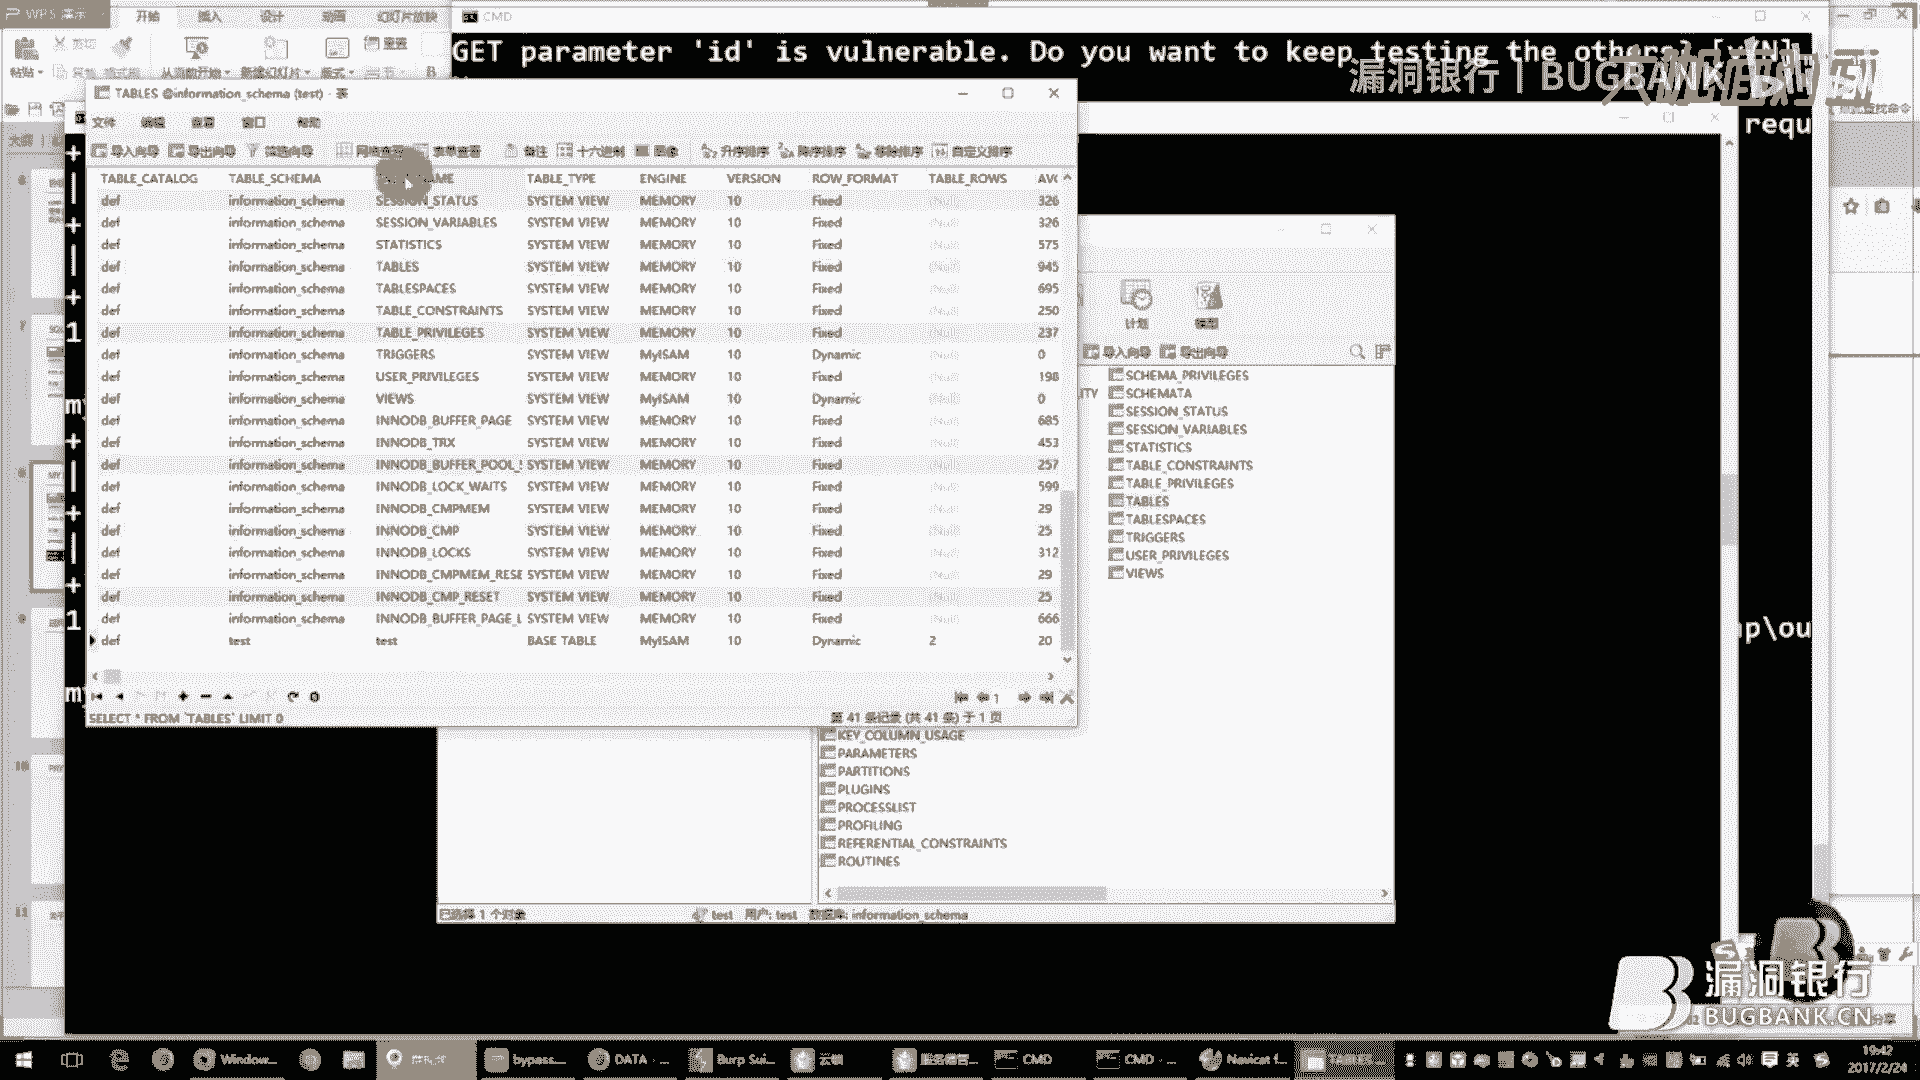 WPS 演示
开始 插入 设计 动画 幻灯片放映
CMD
GET parameter 'id' is vulnerable. Do you want to keep testing the others? [y/N]
漏洞银行 | BUGBANK
requ
TABLES @information_schema (test) - 表
文件 编辑 查看 窗口 帮助
导入向导 导出向导 筛选向导 网格查看 表单查看 备注 十六进制 图像 升序排序 降序排序 移除排序 自定义排序
TABLE_CATALOG TABLE_SCHEMA TABLE_TYPE ENGINE VERSION ROW_FORMAT TABLE_ROWS
def information_schema SESSION_STATUS SYSTEM VIEW MEMORY 10 Fixed (Null) 326
def information_schema SESSION_VARIABLES SYSTEM VIEW MEMORY 10 Fixed (Null) 326
def information_schema STATISTICS SYSTEM VIEW MEMORY 10 Fixed (Null) 575
def information_schema TABLES SYSTEM VIEW MEMORY 10 Fixed (Null) 945
def information_schema TABLESPACES SYSTEM VIEW MEMORY 10 Fixed (Null) 695
def information_schema TABLE_CONSTRAINTS SYSTEM VIEW MEMORY 10 Fixed (Null) 250
def information_schema TABLE_PRIVILEGES SYSTEM VIEW MEMORY 10 Fixed (Null) 237
def information_schema TRIGGERS SYSTEM VIEW MyISAM 10 Dynamic (Null) 0
def information_schema USER_PRIVILEGES SYSTEM VIEW MEMORY 10 Fixed (Null) 198
def information_schema VIEWS SYSTEM VIEW MyISAM 10 Dynamic (Null) 0
def information_schema INNODB_BUFFER_PAGE SYSTEM VIEW MEMORY 10 Fixed (Null) 685
def information_schema INNODB_TRX SYSTEM VIEW MEMORY 10 Fixed (Null) 453
def information_schema INNODB_BUFFER_POOL_ SYSTEM VIEW MEMORY 10 Fixed (Null) 257
def information_schema INNODB_LOCK_WAITS SYSTEM VIEW MEMORY 10 Fixed (Null) 599
def information_schema INNODB_CMPMEM SYSTEM VIEW MEMORY 10 Fixed (Null) 29
def information_schema INNODB_CMP SYSTEM VIEW MEMORY 10 Fixed (Null) 25
def information_schema INNODB_LOCKS SYSTEM VIEW MEMORY 10 Fixed (Null) 312
def information_schema INNODB_CMPMEM_RESE SYSTEM VIEW MEMORY 10 Fixed (Null) 29
def information_schema INNODB_CMP_RESET SYSTEM VIEW MEMORY 10 Fixed (Null) 25
def information_schema INNODB_BUFFER_PAGE_L SYSTEM VIEW MEMORY 10 Fixed (Null) 666
def test test BASE TABLE MyISAM 10 Dynamic 2 20
1
SELECT * FROM `TABLES` LIMIT 0
第 41 条记录 (共 41 条) 于 1 页
计划 模型
导入向导 导出向导
SCHEMA_PRIVILEGES
SCHEMATA
SESSION_STATUS
SESSION_VARIABLES
STATISTICS
TABLE_CONSTRAINTS
TABLE_PRIVILEGES
TABLES
TABLESPACES
TRIGGERS
USER_PRIVILEGES
VIEWS
p\ou
KEY_COLUMN_USAGE
PARAMETERS
PARTITIONS
PLUGINS
PROCESSLIST
PROFILING
REFERENTIAL_CONSTRAINTS
ROUTINES
已选择 1 个对象 test 用户: test 数据库: information_schema
漏洞银行
BUGBANK.CN
Window... bypass... DATA - ... Burp Sui... 云锁 CMD CMD - ... Navicat f... TABLES
英
19:42
2017/2/24